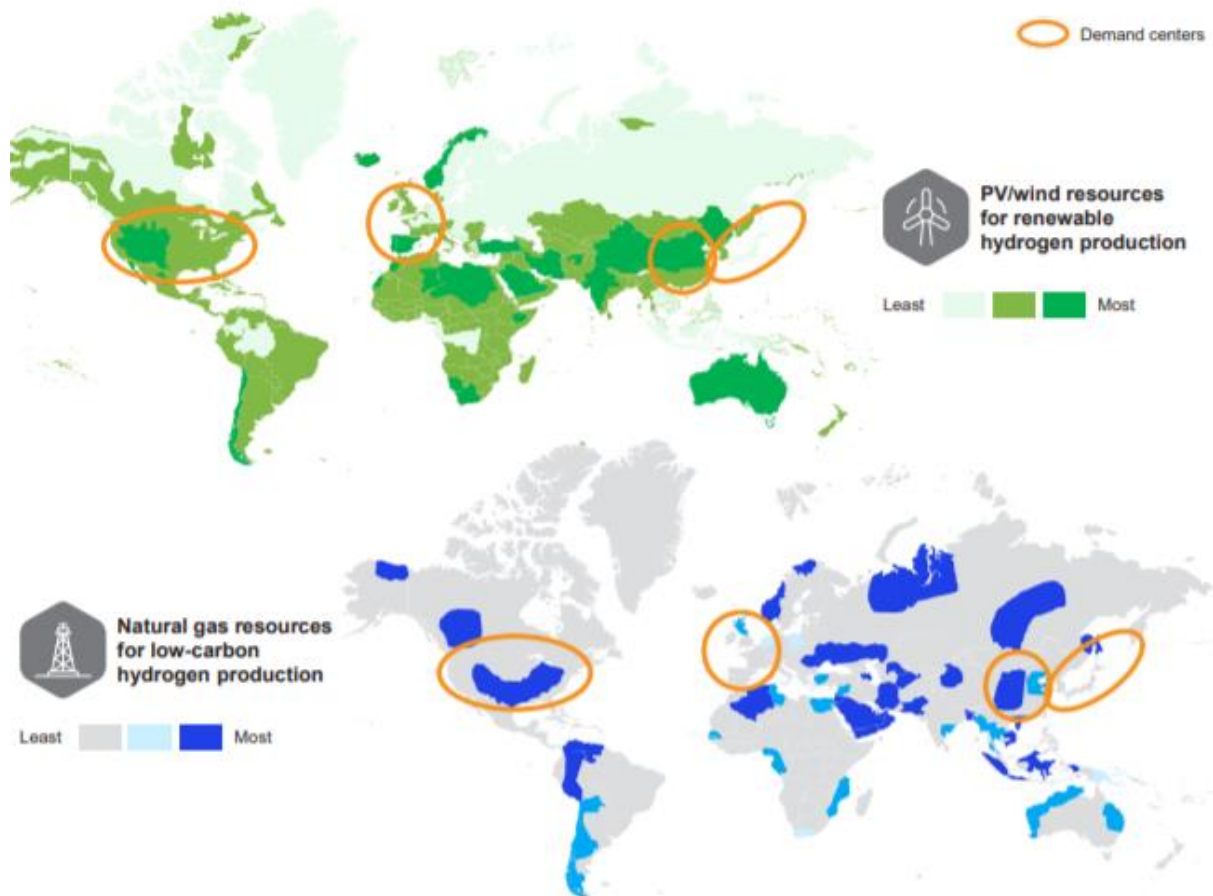 Demand centers
PV/wind resources
for renewable
hydrogen production
Least
Most
Natural gas resources
for low-carbon
hydrogen production
Least
Most